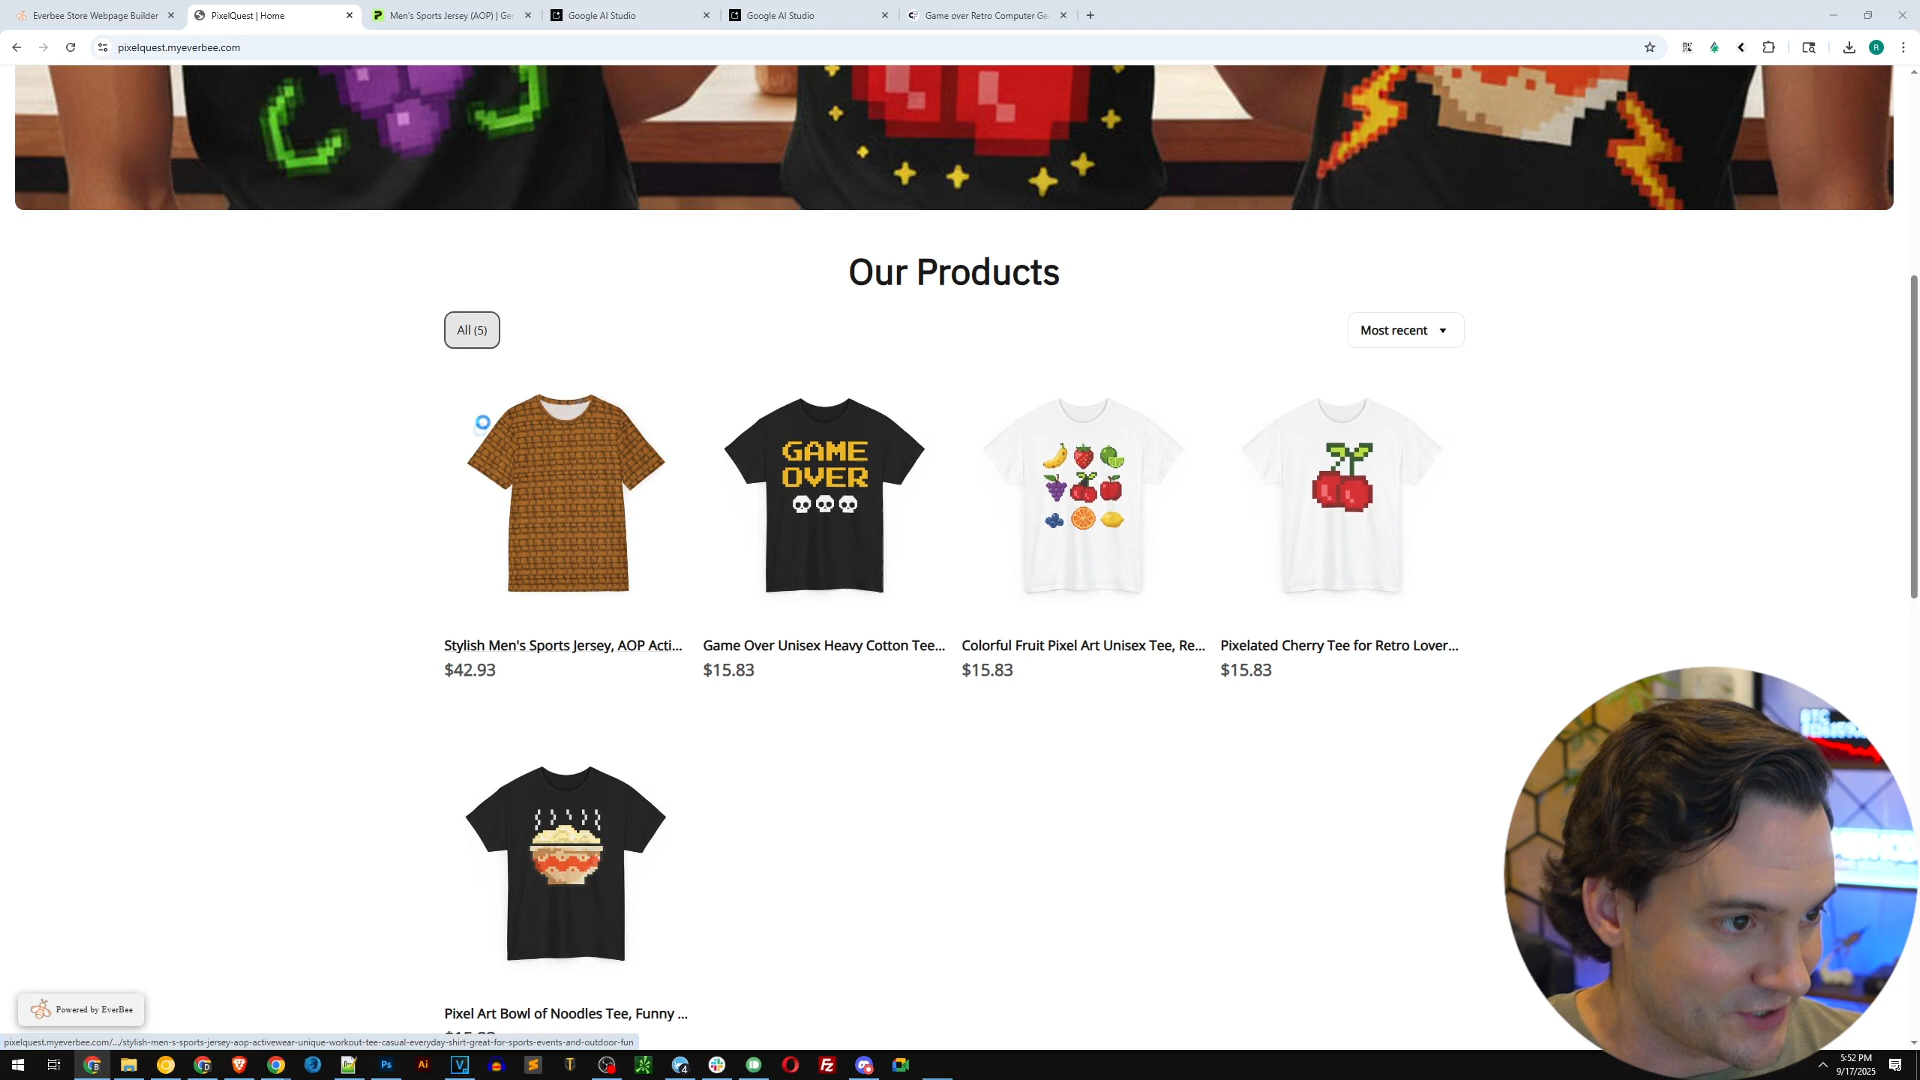 Everbee Store Webpage Builder
PixelQuest | Home
Men's Sports Jersey (AOP) | Ge
Google AI Studio
Google AI Studio
Game over Retro Computer Ge
pixelquest.myeverbee.com
Our Products
All (5)
Most recent
GAME
OVER
Stylish Men's Sports Jersey, AOP Acti...
$42.93
Game Over Unisex Heavy Cotton Tee...
$15.83
Colorful Fruit Pixel Art Unisex Tee, Re...
$15.83
Pixelated Cherry Tee for Retro Lover...
$15.83
Pixel Art Bowl of Noodles Tee, Funny ...
Powered by EverBee
pixelquest.myeverbee.com/.../stylish-men-s-sports-jersey-aop-activewear-unique-workout-tee-casual-everyday-shirt-great-for-sports-events-and-outdoor-fun
5:52 PM
9/17/2025